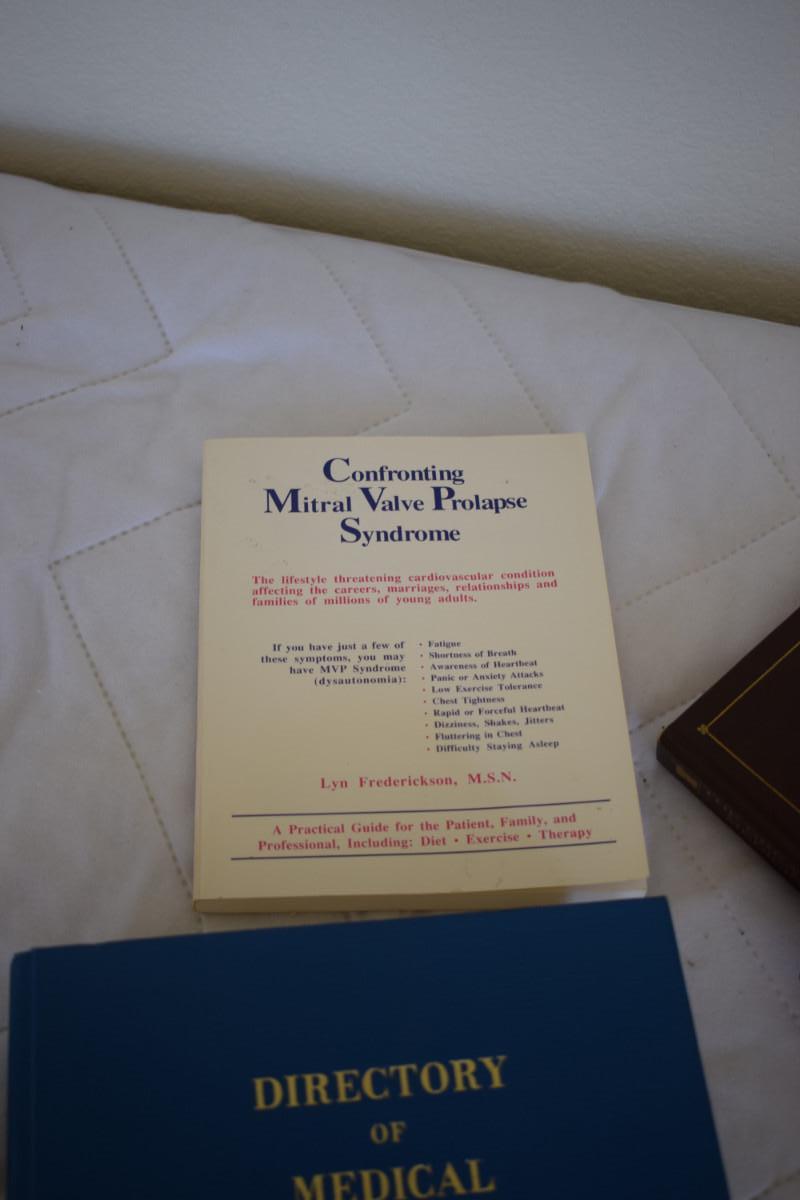 Confronting
Mitral Valve Prolapse
Syndrome
The lifestyle threatening cardiovascular condition
affecting the careers, marriages, relationships and
families of millions of young adults.
If you have just a few of
these symptoms, you may
have MVP Syndrome
(dysautonomia):
• Fatigue
• Shortness of Breath
• Awareness of Heartbeat
• Panic or Anxiety Attacks
• Low Exercise Tolerance
• Chest Tightness
• Rapid or Forceful Heartbeat
• Dizziness, Shakes, Jitters
• Fluttering in Chest
• Difficulty Staying Asleep
Lyn Frederickson, M.S.N.
A Practical Guide for the Patient, Family, and
Professional, Including: Diet • Exercise • Therapy
DIRECTORY
OF
MEDICAL